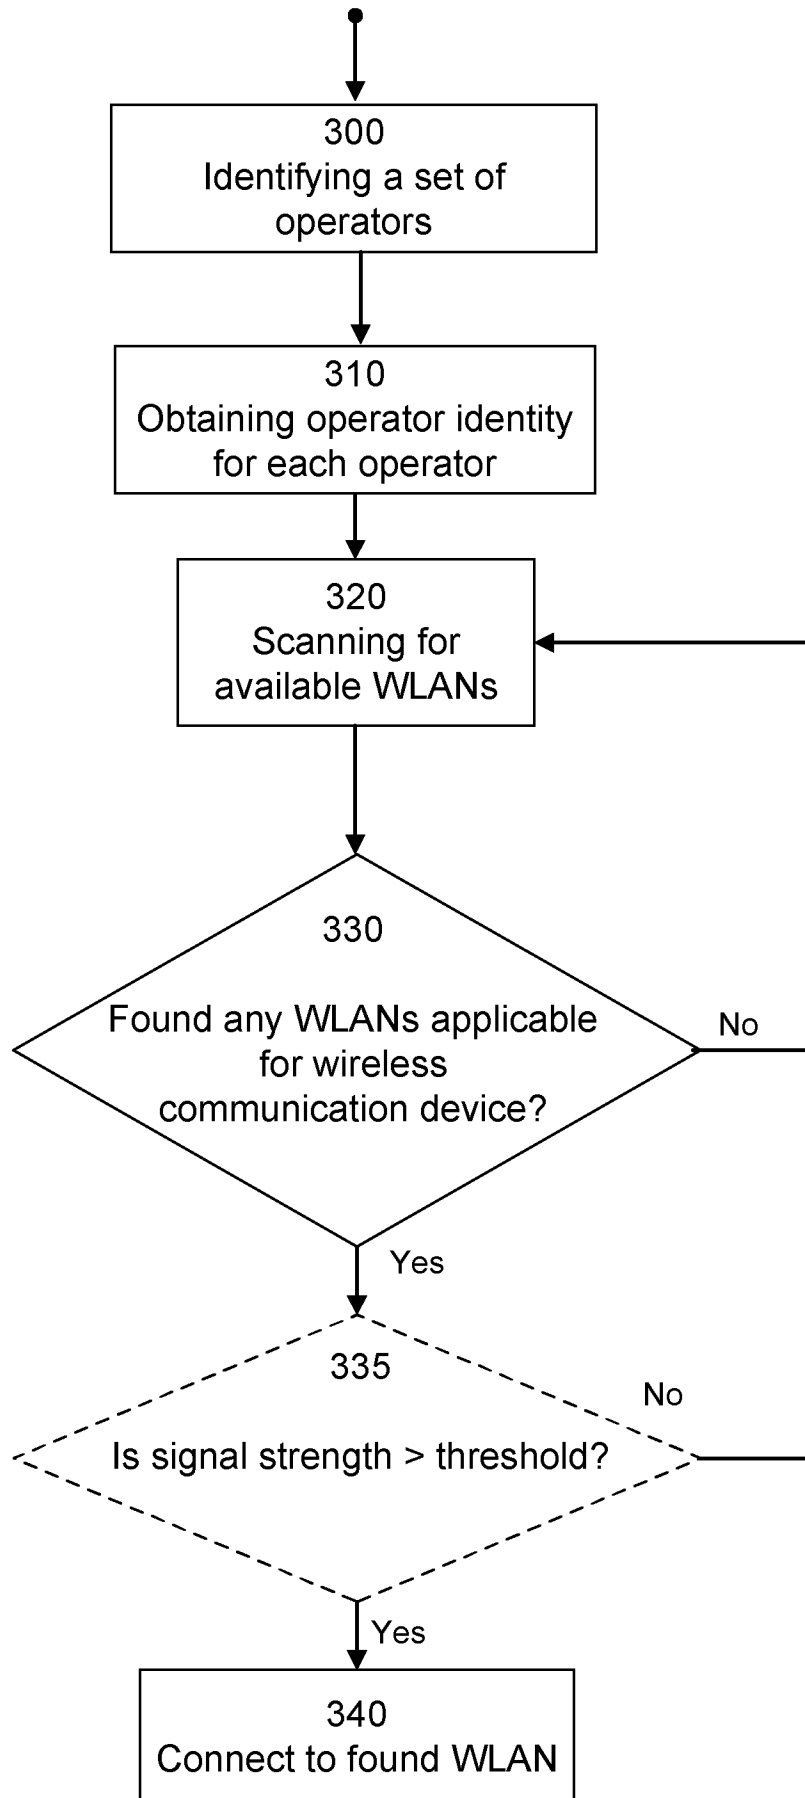 300
Identifying a set of
operators
310
Obtaining operator identity
for each operator
320
Scanning for
available WLANs
330
Found any WLANs applicable
for wireless
communication device?
No
Yes
335
No
Is signal strength > threshold?
Yes
340
Connect to found WLAN